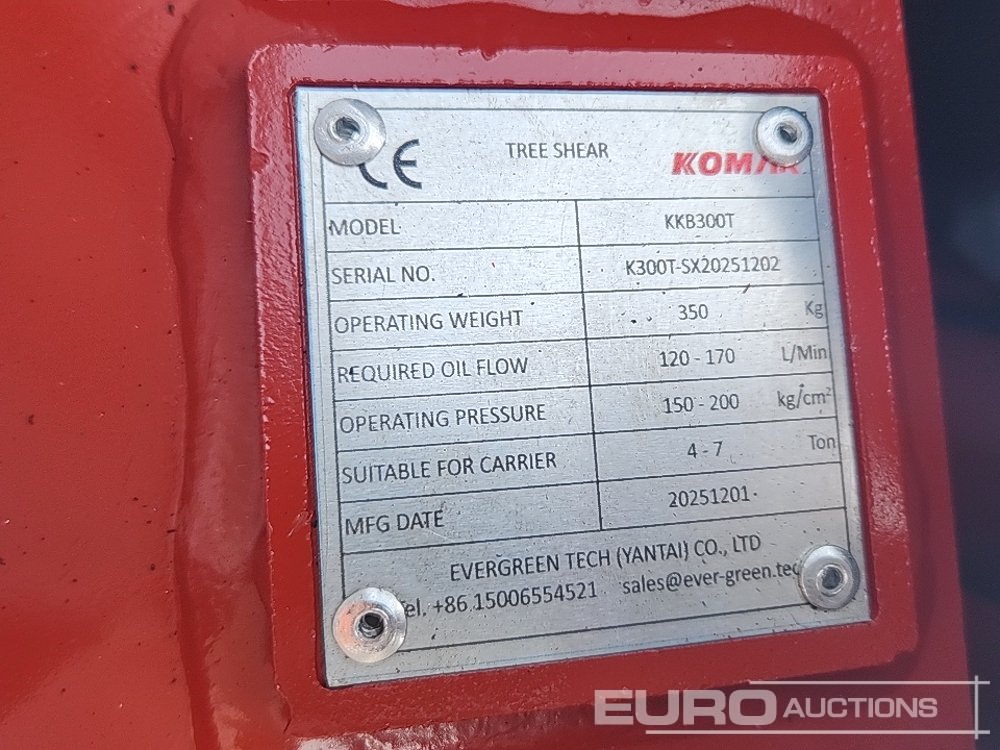 CE TREE SHEAR
MODEL KKB300T
SERIAL NO. K300T-SX20251202
OPERATING WEIGHT 350 Kg
REQUIRED OIL FLOW 120 - 170 L/Min
OPERATING PRESSURE 150 - 200 kg/cm²
SUITABLE FOR CARRIER 4 - 7 Ton
MFG DATE 20251201
EVERGREEN TECH (YANTAI) CO., LTD
+86 15006554521 sales@ever-green.tec
EURO AUCTIONS